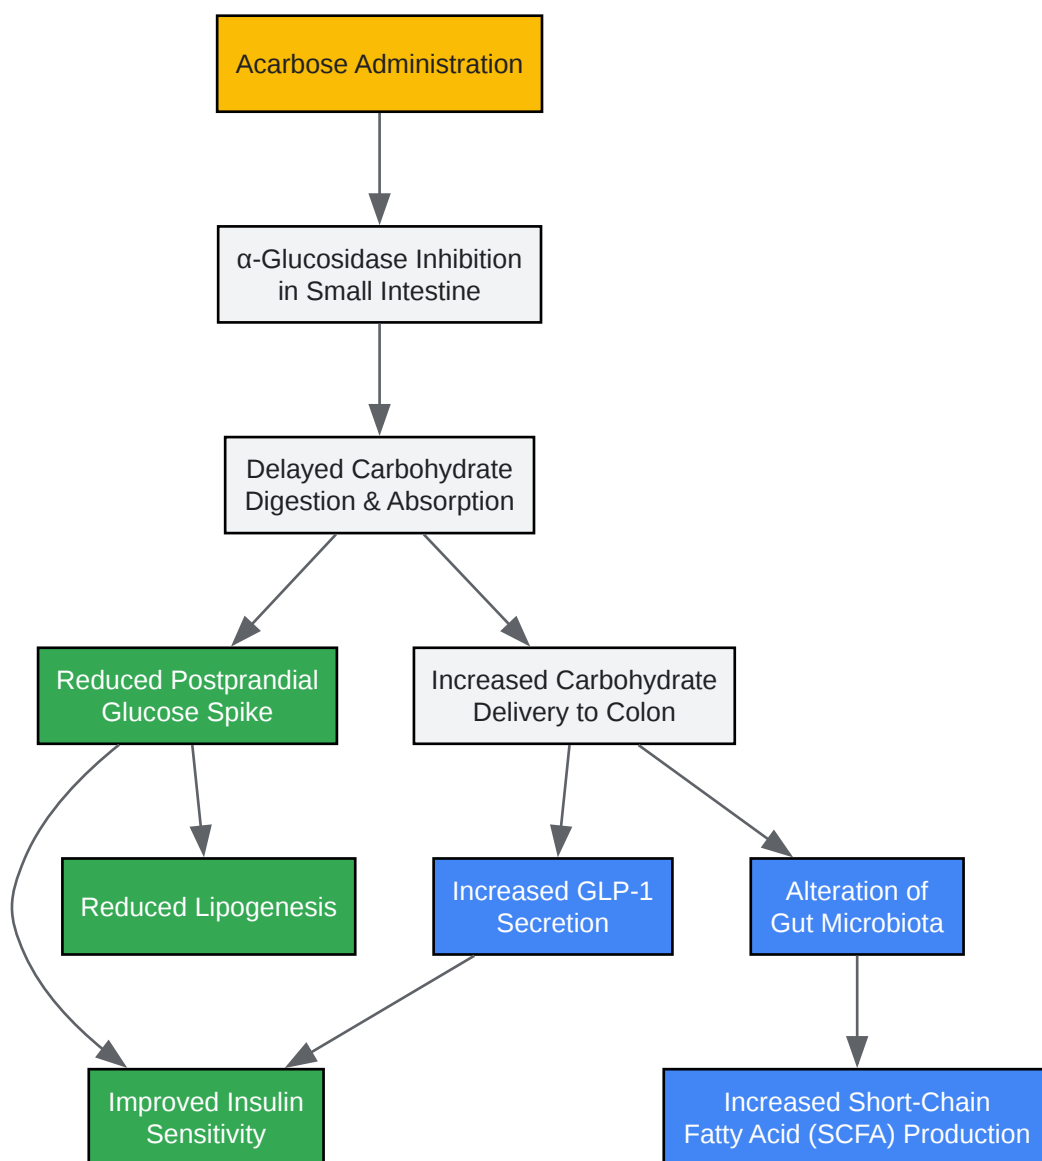 Acarbose Administration
α-Glucosidase Inhibition
in Small Intestine
Delayed Carbohydrate
Digestion & Absorption
Reduced Postprandial
Glucose Spike
Increased Carbohydrate
Delivery to Colon
Reduced Lipogenesis
Increased GLP-1
Secretion
Alteration of
Gut Microbiota
Improved Insulin
Sensitivity
Increased Short-Chain
Fatty Acid (SCFA) Production